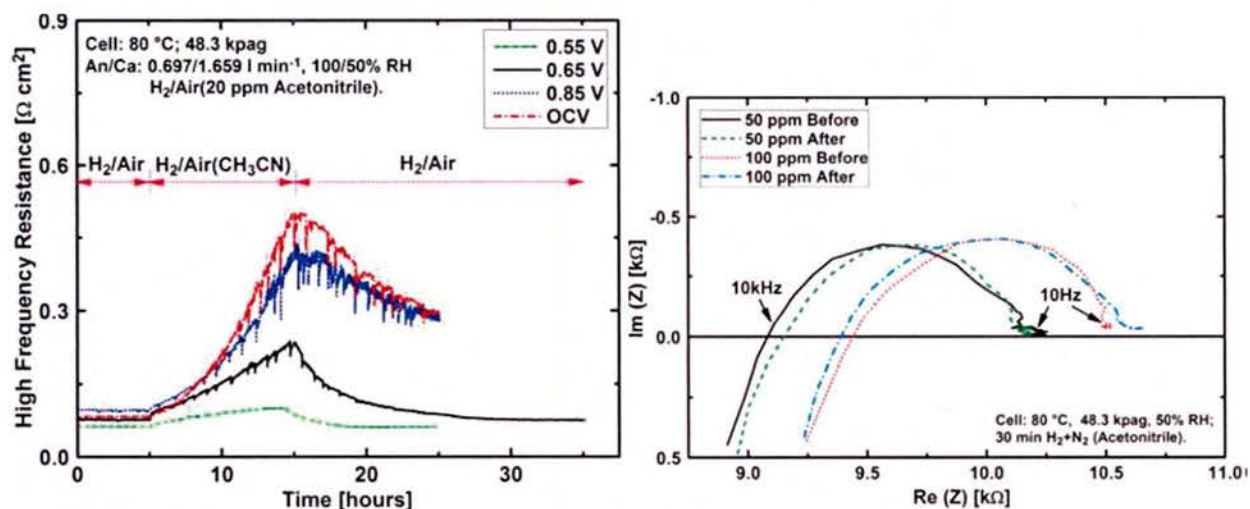 0.9
0.6
0.3
0.0
High Frequency Resistance [Ω cm²]
Cell: 80 °C; 48.3 kpag
An/Ca: 0.697/1.659 l min⁻¹, 100/50% RH
H₂/Air(20 ppm Acetonitrile).
0.55 V
0.65 V
0.85 V
OCV
H₂/Air
H₂/Air(CH₃CN)
H₂/Air
0
10
20
30
Time [hours]
-1.0
-0.5
0.0
0.5
Im (Z) [kΩ]
50 ppm Before
50 ppm After
100 ppm Before
100 ppm After
10kHz
10Hz
Cell: 80 °C, 48.3 kpag, 50% RH;
30 min H₂+N₂ (Acetonitrile).
9.0
9.5
10.0
10.5
11.0
Re (Z) [kΩ]